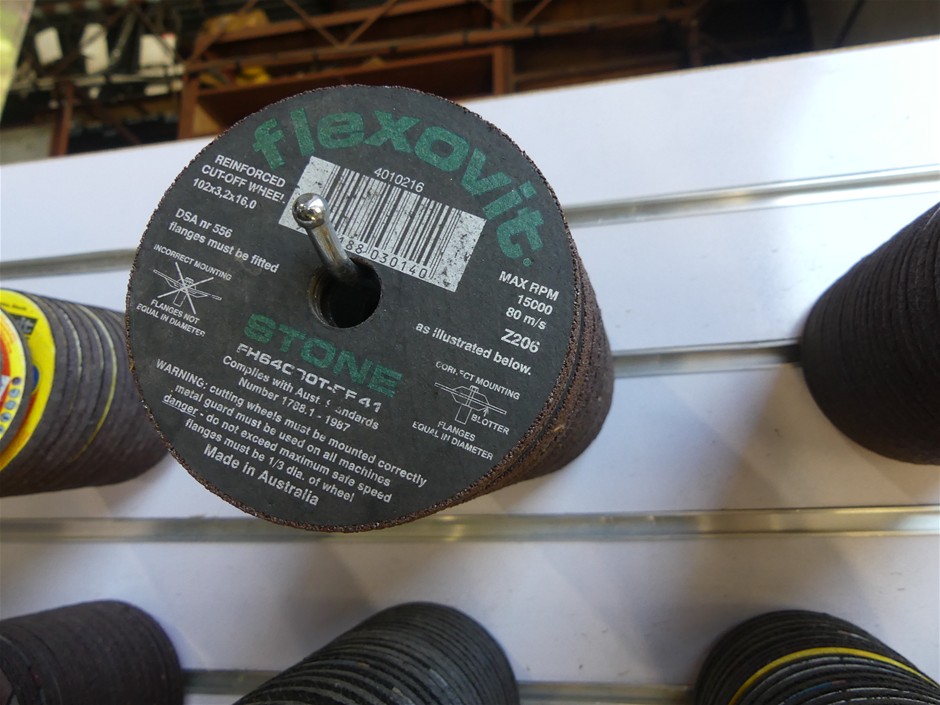 flexovit
REINFORCED
CUT-OFF WHEEL
102x3,2x16,0
4010216
88 030140
DSA nr 556
flanges must be fitted
INCORRECT MOUNTING
FLANGES NOT
EQUAL IN DIAMETER
MAX RPM
15000
80 m/s
Z206
as illustrated below.
CORRECT MOUNTING
BLOTTER
FLANGES
EQUAL IN DIAMETER
STONE
Complies with Aust.
Number 1788.1 - 1987
WARNING: cutting wheels must be mounted correctly
metal guard must be used on all machines
danger - do not exceed maximum safe speed
flanges must be 1/3 dia. of wheel
Made in Australia